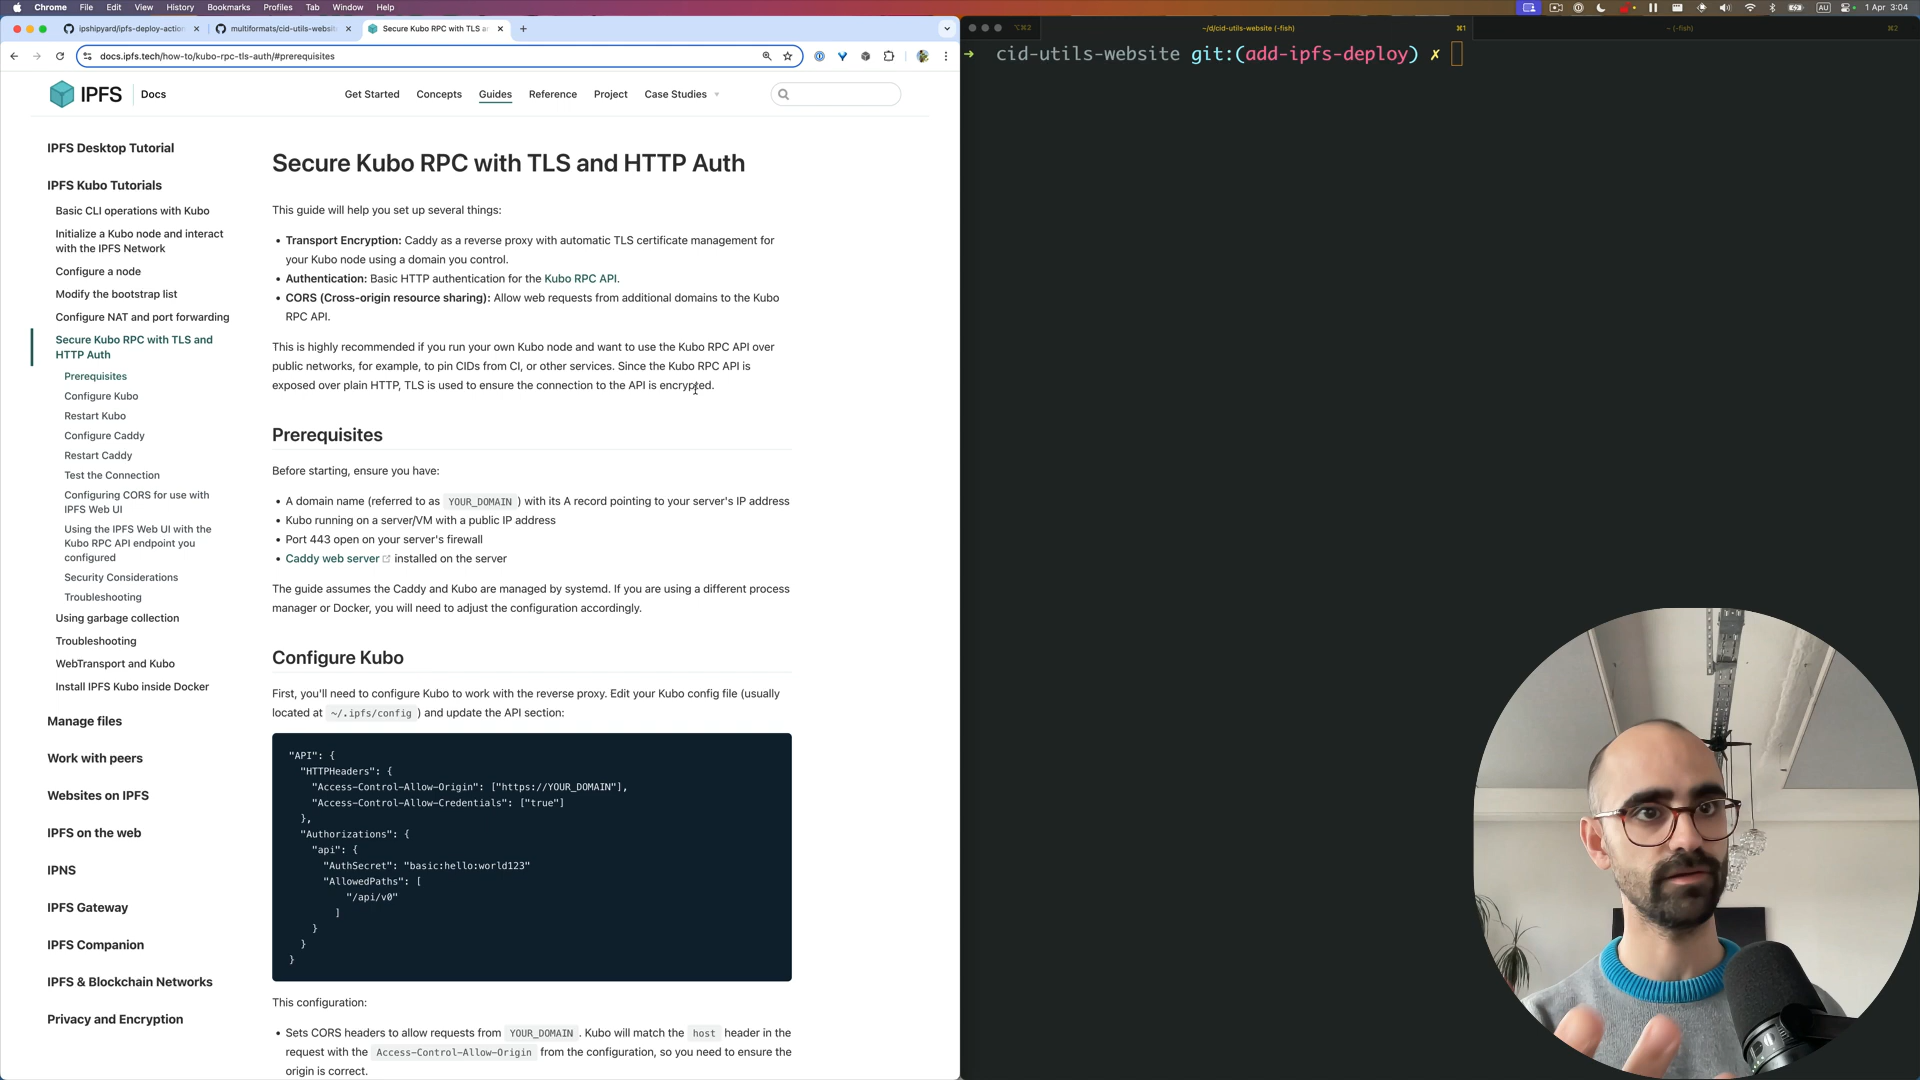 Chrome File Edit View History Bookmarks Profiles Tab Window Help
AU 1 Apr 3:04
ipshipyard/ipfs-deploy-action
multiformats/cid-utils-website
Secure Kubo RPC with TLS an
docs.ipfs.tech/how-to/kubo-rpc-tls-auth/#prerequisites
IPFS Docs
Get Started Concepts Guides Reference Project Case Studies
IPFS Desktop Tutorial
IPFS Kubo Tutorials
Basic CLI operations with Kubo
Initialize a Kubo node and interact
with the IPFS Network
Configure a node
Modify the bootstrap list
Configure NAT and port forwarding
Secure Kubo RPC with TLS and
HTTP Auth
Prerequisites
Configure Kubo
Restart Kubo
Configure Caddy
Restart Caddy
Test the Connection
Configuring CORS for use with
IPFS Web UI
Using the IPFS Web UI with the
Kubo RPC API endpoint you
configured
Security Considerations
Troubleshooting
Using garbage collection
Troubleshooting
WebTransport and Kubo
Install IPFS Kubo inside Docker
Manage files
Work with peers
Websites on IPFS
IPFS on the web
IPNS
IPFS Gateway
IPFS Companion
IPFS & Blockchain Networks
Privacy and Encryption
Secure Kubo RPC with TLS and HTTP Auth
This guide will help you set up several things:
• Transport Encryption: Caddy as a reverse proxy with automatic TLS certificate management for
your Kubo node using a domain you control.
• Authentication: Basic HTTP authentication for the Kubo RPC API.
• CORS (Cross-origin resource sharing): Allow web requests from additional domains to the Kubo
RPC API.
This is highly recommended if you run your own Kubo node and want to use the Kubo RPC API over
public networks, for example, to pin CIDs from CI, or other services. Since the Kubo RPC API is
exposed over plain HTTP, TLS is used to ensure the connection to the API is encrypted.
Prerequisites
Before starting, ensure you have:
• A domain name (referred to as YOUR_DOMAIN ) with its A record pointing to your server's IP address
• Kubo running on a server/VM with a public IP address
• Port 443 open on your server's firewall
• Caddy web server installed on the server
The guide assumes the Caddy and Kubo are managed by systemd. If you are using a different process
manager or Docker, you will need to adjust the configuration accordingly.
Configure Kubo
First, you'll need to configure Kubo to work with the reverse proxy. Edit your Kubo config file (usually
located at ~/.ipfs/config ) and update the API section:
"API": {
"HTTPHeaders": {
"Access-Control-Allow-Origin": ["https://YOUR_DOMAIN"],
"Access-Control-Allow-Credentials": ["true"]
},
"Authorizations": {
"api": {
"AuthSecret": "basic:hello:world123"
"AllowedPaths": [
"/api/v0"
]
}
}
}
This configuration:
• Sets CORS headers to allow requests from YOUR_DOMAIN . Kubo will match the host header in the
request with the Access-Control-Allow-Origin from the configuration, so you need to ensure the
origin is correct.
⌥⌘2
~/d/cid-utils-website (-fish) ⌘1
~ (-fish) ⌘2
➜ cid-utils-website git:(add-ipfs-deploy) ✗